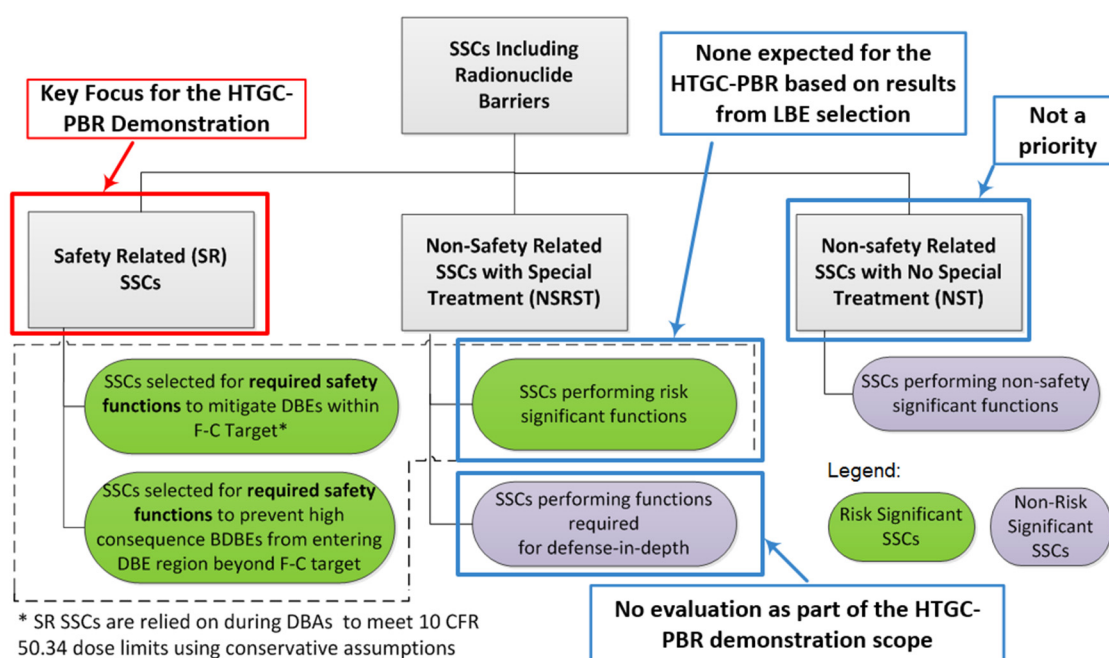 SSCs Including
Radionuclide
Barriers
None expected for the
HTGC-PBR based on results
from LBE selection
Key Focus for the HTGC-
PBR Demonstration
Not a
priority
Safety Related (SR)
SSCs
Non-Safety Related
SSCs with Special
Treatment (NSRST)
Non-safety Related
SSCs with No Special
Treatment (NST)
SSCs selected for required safety
functions to mitigate DBEs within
F-C Target*
SSCs performing risk
significant functions
SSCs performing non-safety
significant functions
SSCs selected for required safety
functions to prevent high
consequence BDBEs from entering
DBE region beyond F-C target
SSCs performing functions
required
for defense-in-depth
Legend:
Risk Significant
SSCs
Non-Risk
Significant
SSCs
* SR SSCs are relied on during DBAs to meet 10 CFR
50.34 dose limits using conservative assumptions
No evaluation as part of the HTGC-
PBR demonstration scope